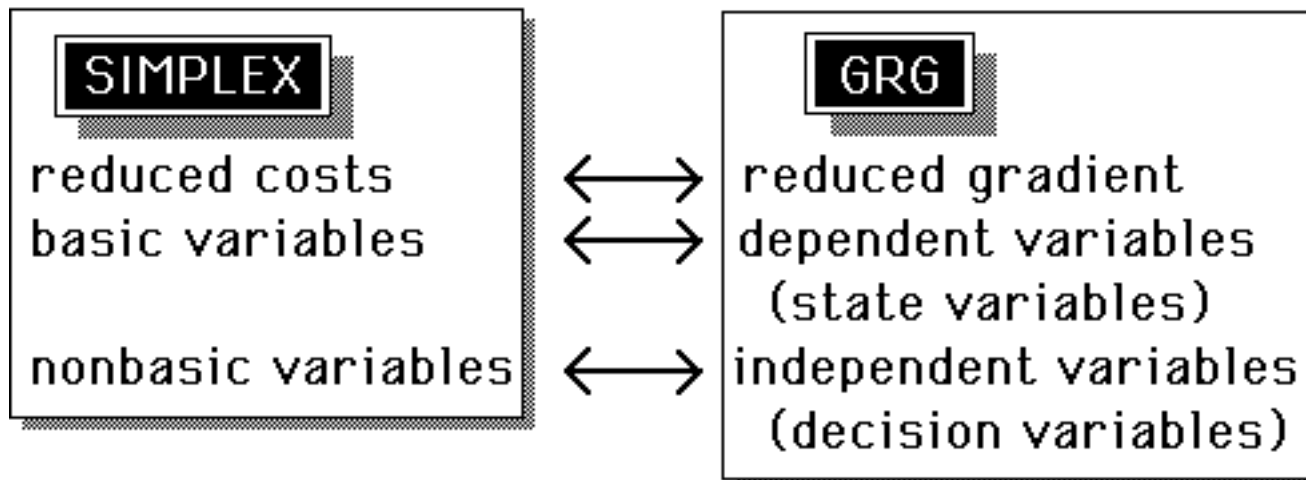 SIMPLEX
reduced costs
basic variables
nonbasic variables
GRG
reduced gradient
dependent variables
(state variables)
independent variables
(decision variables)